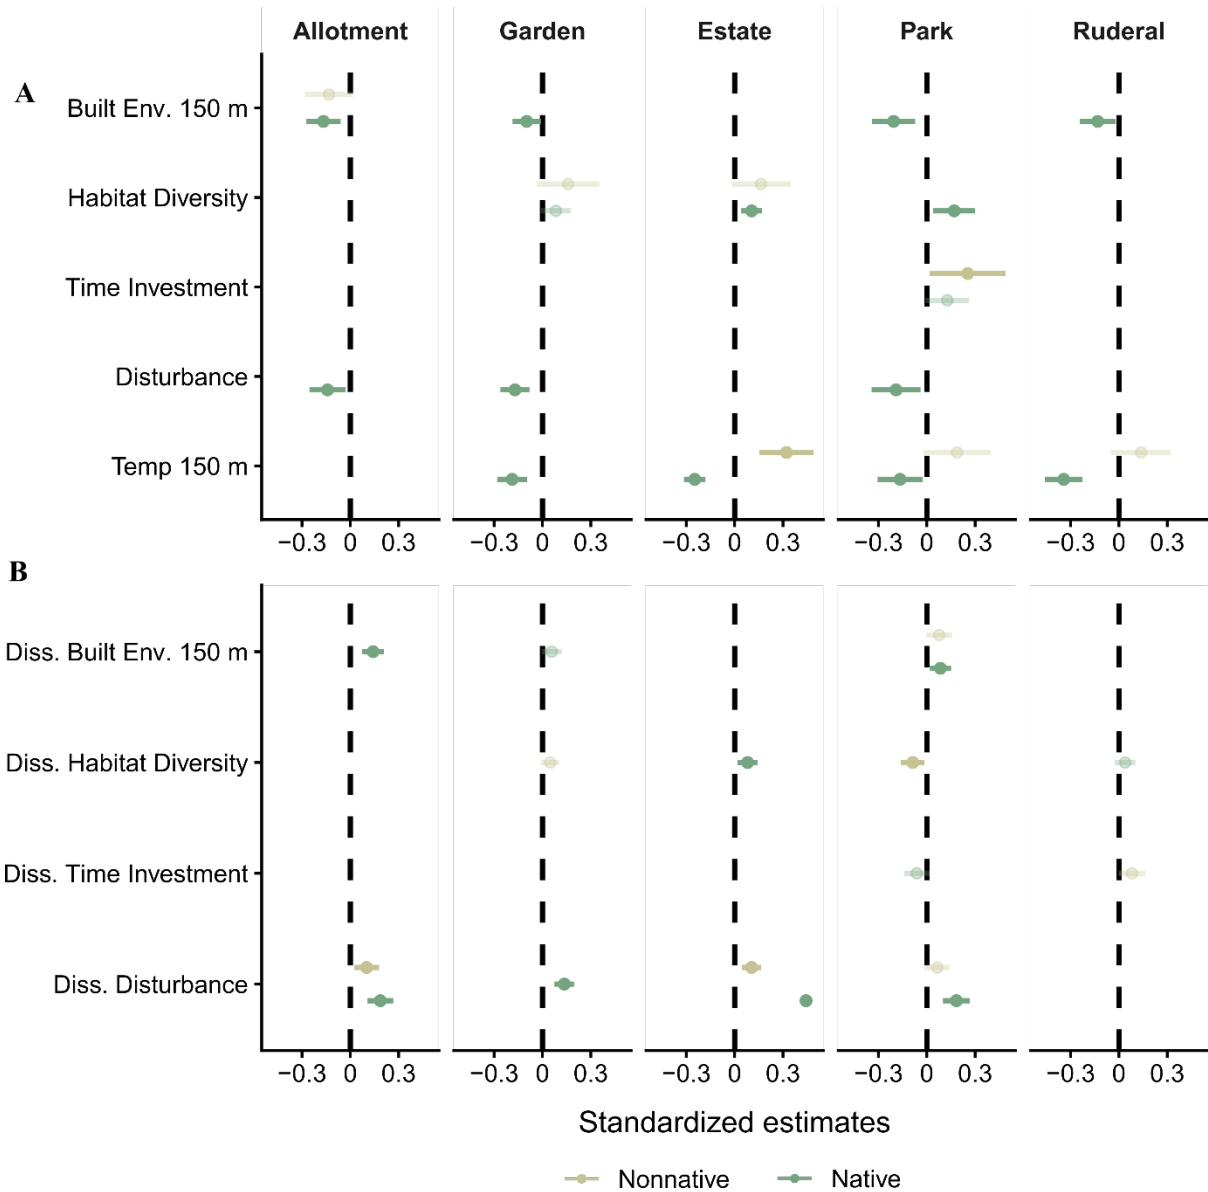 Allotment Garden Estate Park Ruderal
A
Built Env. 150 m
Habitat Diversity
Time Investment
Disturbance
Temp 150 m
−0.3 0 0.3 −0.3 0 0.3 −0.3 0 0.3 −0.3 0 0.3 −0.3 0 0.3
B
Diss. Built Env. 150 m
Diss. Habitat Diversity
Diss. Time Investment
Diss. Disturbance
−0.3 0 0.3 −0.3 0 0.3 −0.3 0 0.3 −0.3 0 0.3 −0.3 0 0.3
Standardized estimates
Nonnative Native